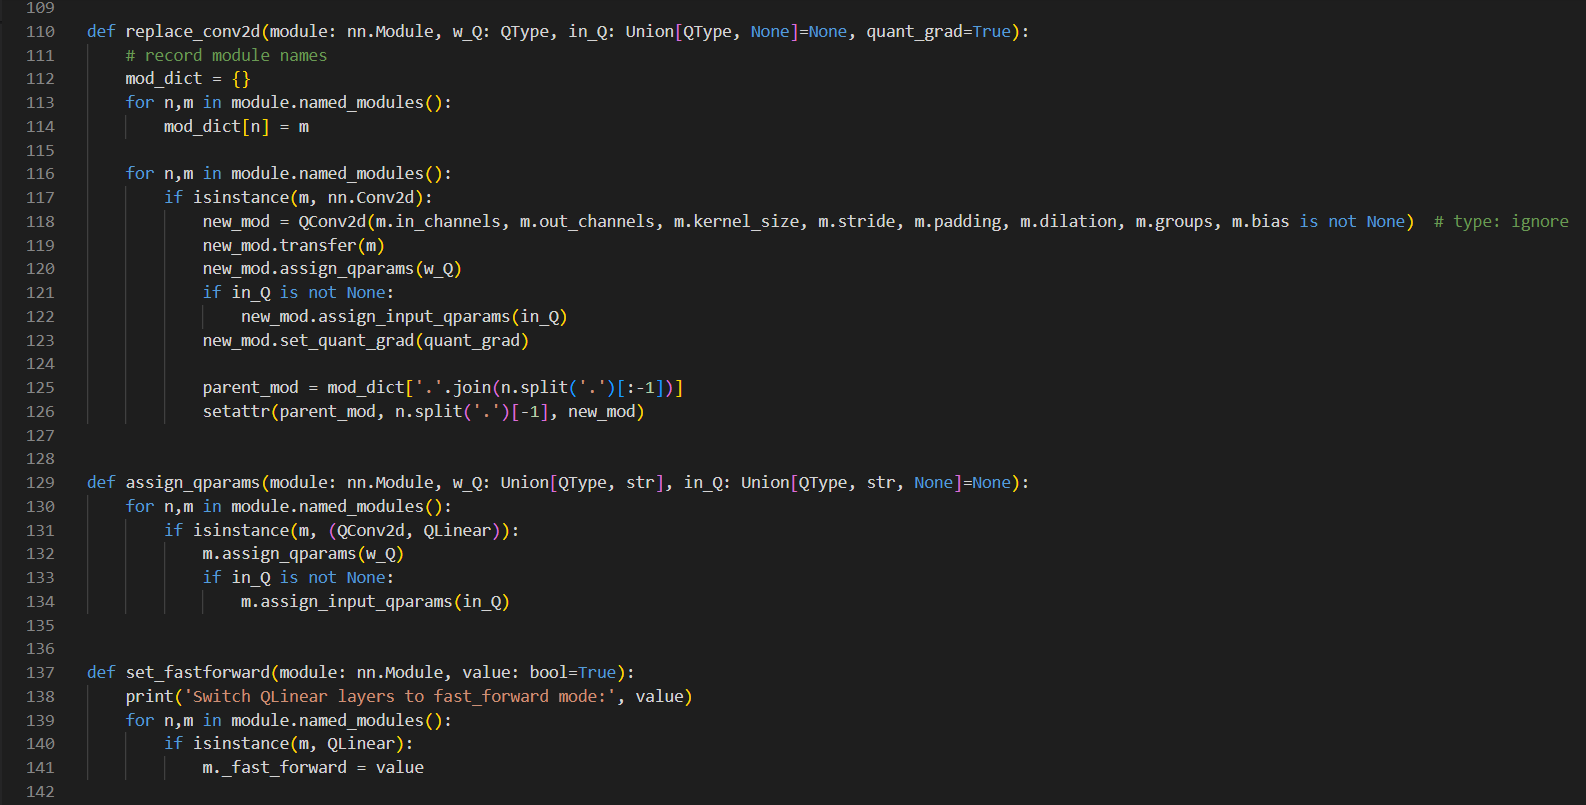 109
110 def replace_conv2d(module: nn.Module, w_Q: QType, in_Q: Union[QType, None]=None, quant_grad=True):
111     # record module names
112     mod_dict = {}
113     for n,m in module.named_modules():
114         mod_dict[n] = m
115
116     for n,m in module.named_modules():
117         if isinstance(m, nn.Conv2d):
118             new_mod = QConv2d(m.in_channels, m.out_channels, m.kernel_size, m.stride, m.padding, m.dilation, m.groups, m.bias is not None)  # type: ignore
119             new_mod.transfer(m)
120             new_mod.assign_qparams(w_Q)
121             if in_Q is not None:
122                 new_mod.assign_input_qparams(in_Q)
123             new_mod.set_quant_grad(quant_grad)
124
125             parent_mod = mod_dict['.'.join(n.split('.')[:-1])]
126             setattr(parent_mod, n.split('.')[-1], new_mod)
127
128
129 def assign_qparams(module: nn.Module, w_Q: Union[QType, str], in_Q: Union[QType, str, None]=None):
130     for n,m in module.named_modules():
131         if isinstance(m, (QConv2d, QLinear)):
132             m.assign_qparams(w_Q)
133             if in_Q is not None:
134                 m.assign_input_qparams(in_Q)
135
136
137 def set_fastforward(module: nn.Module, value: bool=True):
138     print('Switch QLinear layers to fast_forward mode:', value)
139     for n,m in module.named_modules():
140         if isinstance(m, QLinear):
141             m._fast_forward = value
142